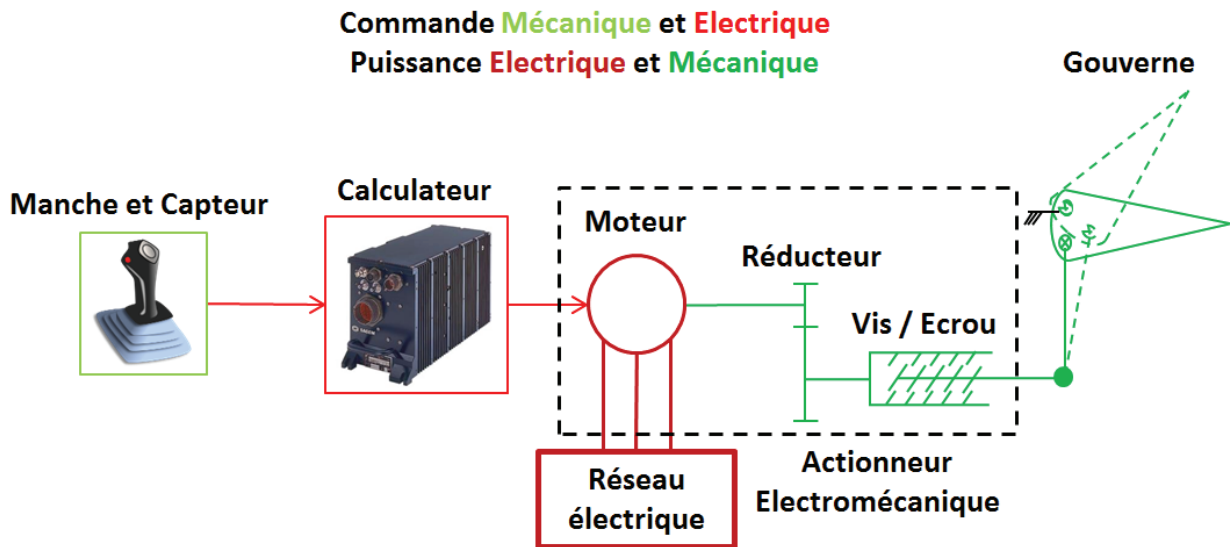 Commande Mécanique et Electrique
Puissance Electrique et Mécanique
Gouverne
Manche et Capteur
Calculateur
Moteur
Réducteur
Vis / Ecrou
Réseau
électrique
Actionneur
Electromécanique